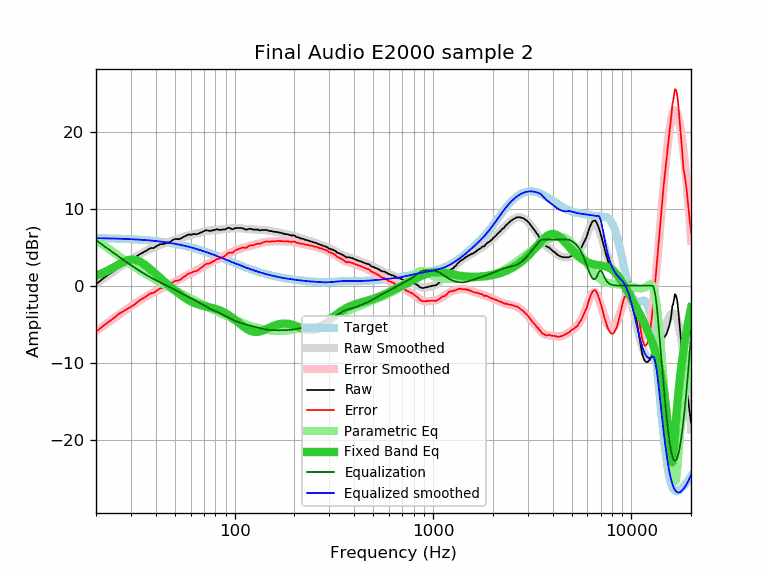 Final Audio E2000 sample 2
Amplitude (dBr)
20
10
0
−10
−20
Target
Raw Smoothed
Error Smoothed
Raw
Error
Parametric Eq
Fixed Band Eq
Equalization
Equalized smoothed
100 1000 10000
Frequency (Hz)